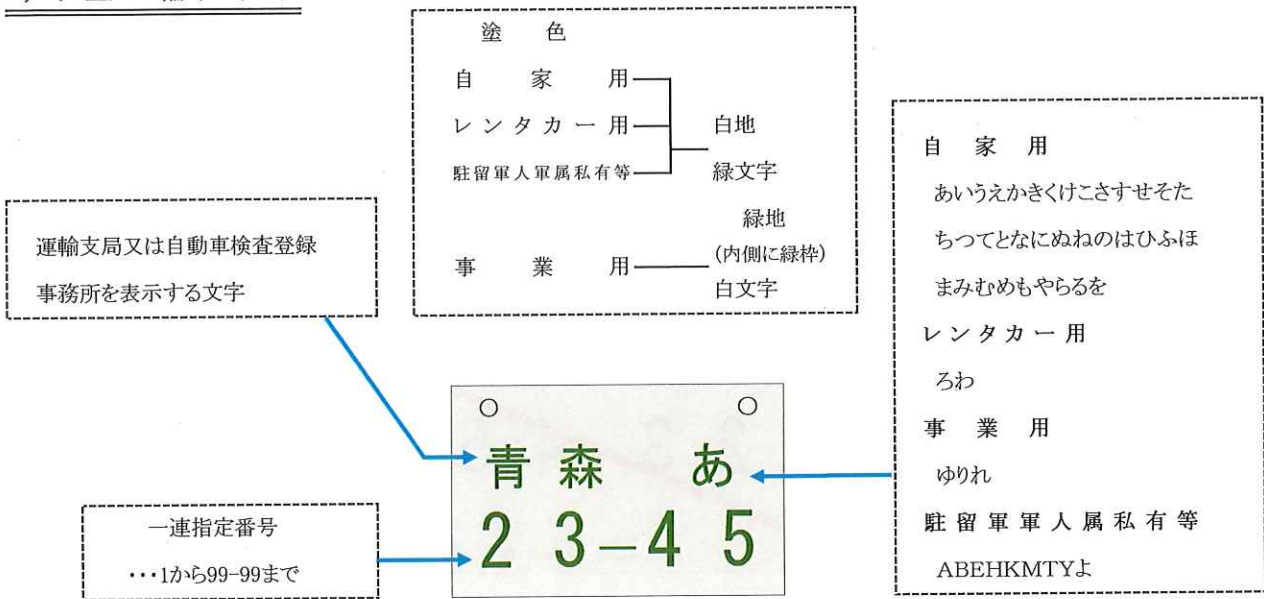 塗色
自家用
レンタカー用
駐留軍人軍属私有等
白地
緑文字
事業用
緑地
(内側に緑枠)
白文字
運輸支局又は自動車検査登録
事務所を表示する文字
一連指定番号
・・・1から99-99まで
青森 あ
23-45
自家用
あいうえかきくけこさすせそた
ちつてとなにぬねのはひふほ
まみむめもやらるを
レンタカー用
ろわ
事業用
ゆりれ
駐留軍軍人属私有等
ABEHKMTYよ